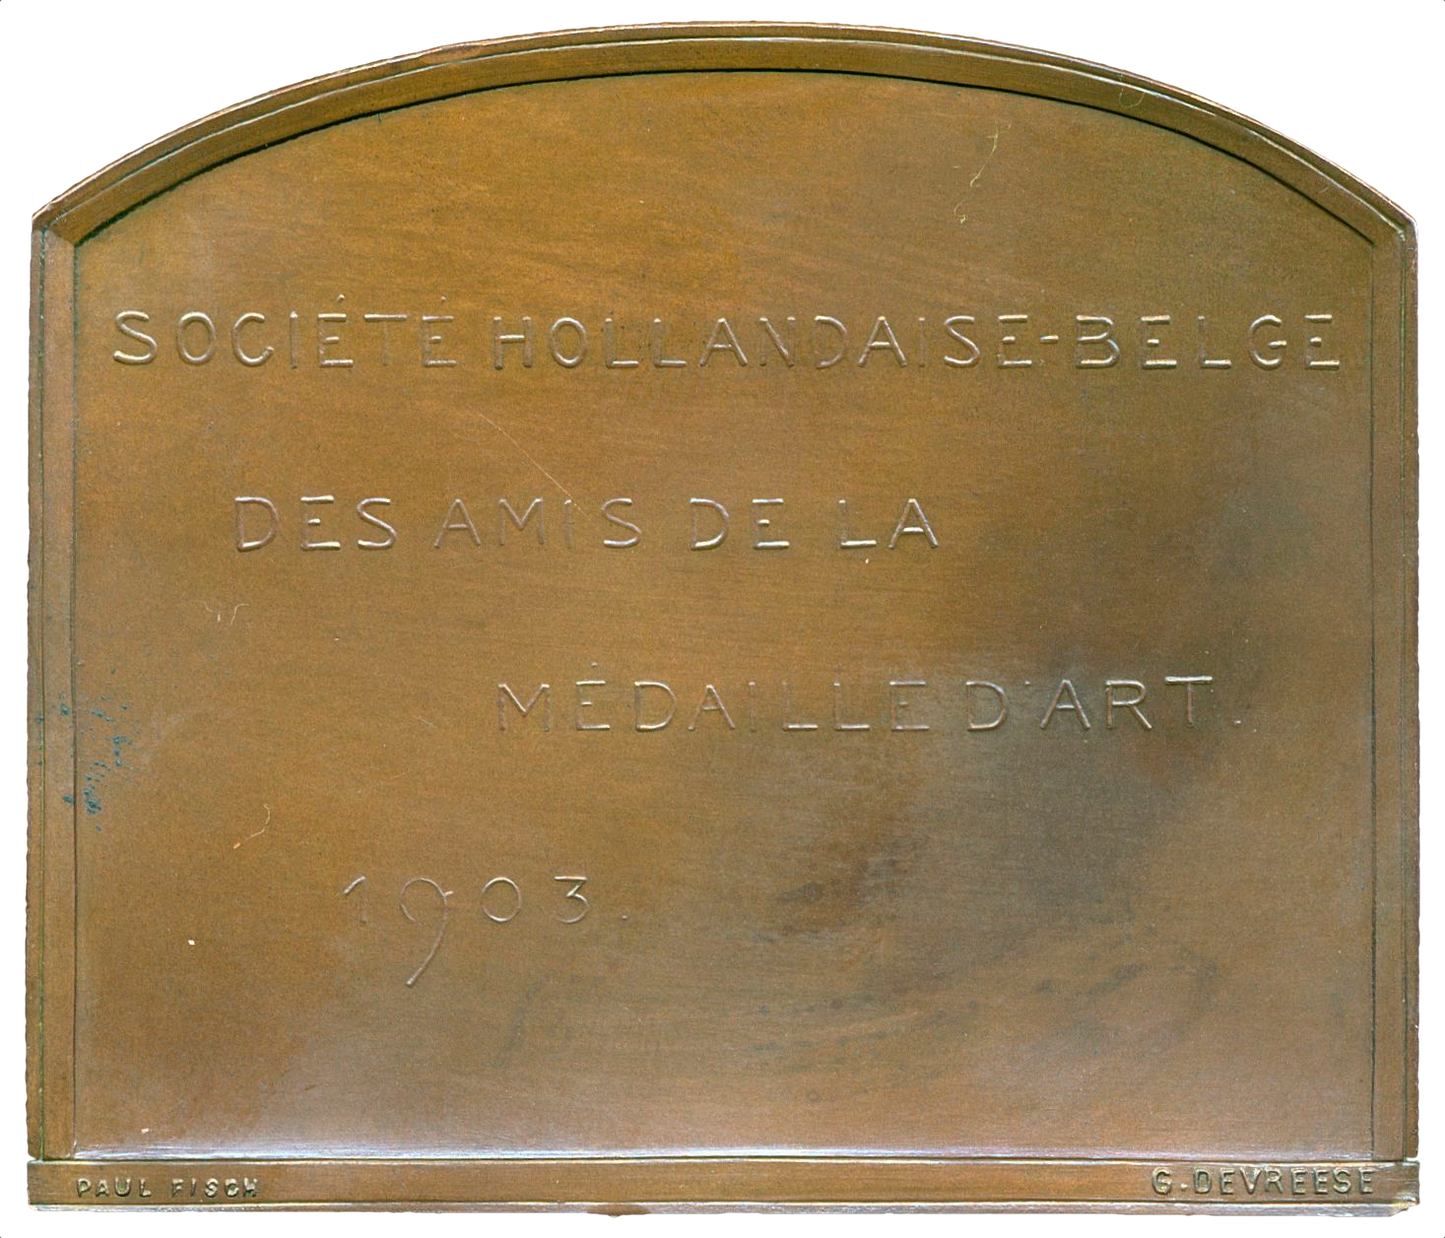 SOCIÉTÉ HOLLANDAISE-BELGE
DES AMIS DE LA
MÉDAILLE D'ART.
1903.
PAUL FISCH
G. DEVREESE